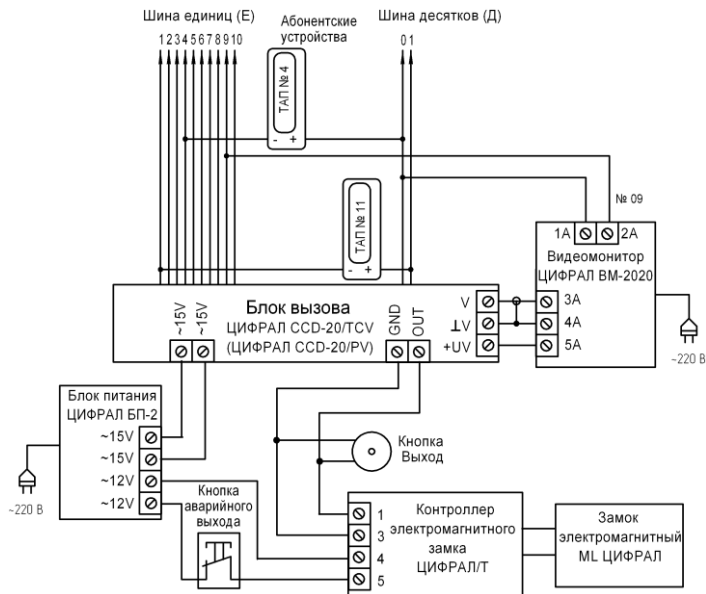 Шина единиц (Е)
Абонентские
устройства
Шина десятков (Д)
1 2 3 4 5 6 7 8 9 10
0 1
ТАП № 4
- +
№ 09
ТАП № 11
- +
1А 2А
Видеомонитор
ЦИФРАЛ ВМ-2020
3А
4А
5А
~220 В
Блок вызова
ЦИФРАЛ CCD-20/TCV
(ЦИФРАЛ CCD-20/PV)
~15V
~15V
GND
OUT
V
⊥V
+UV
Блок питания
ЦИФРАЛ БП-2
~15V
~15V
~12V
~12V
~220 В
Кнопка
Выход
Кнопка
аварийного
выхода
1
3
4
5
Контроллер
электромагнитного
замка
ЦИФРАЛ/Т
Замок
электромагнитный
ML ЦИФРАЛ